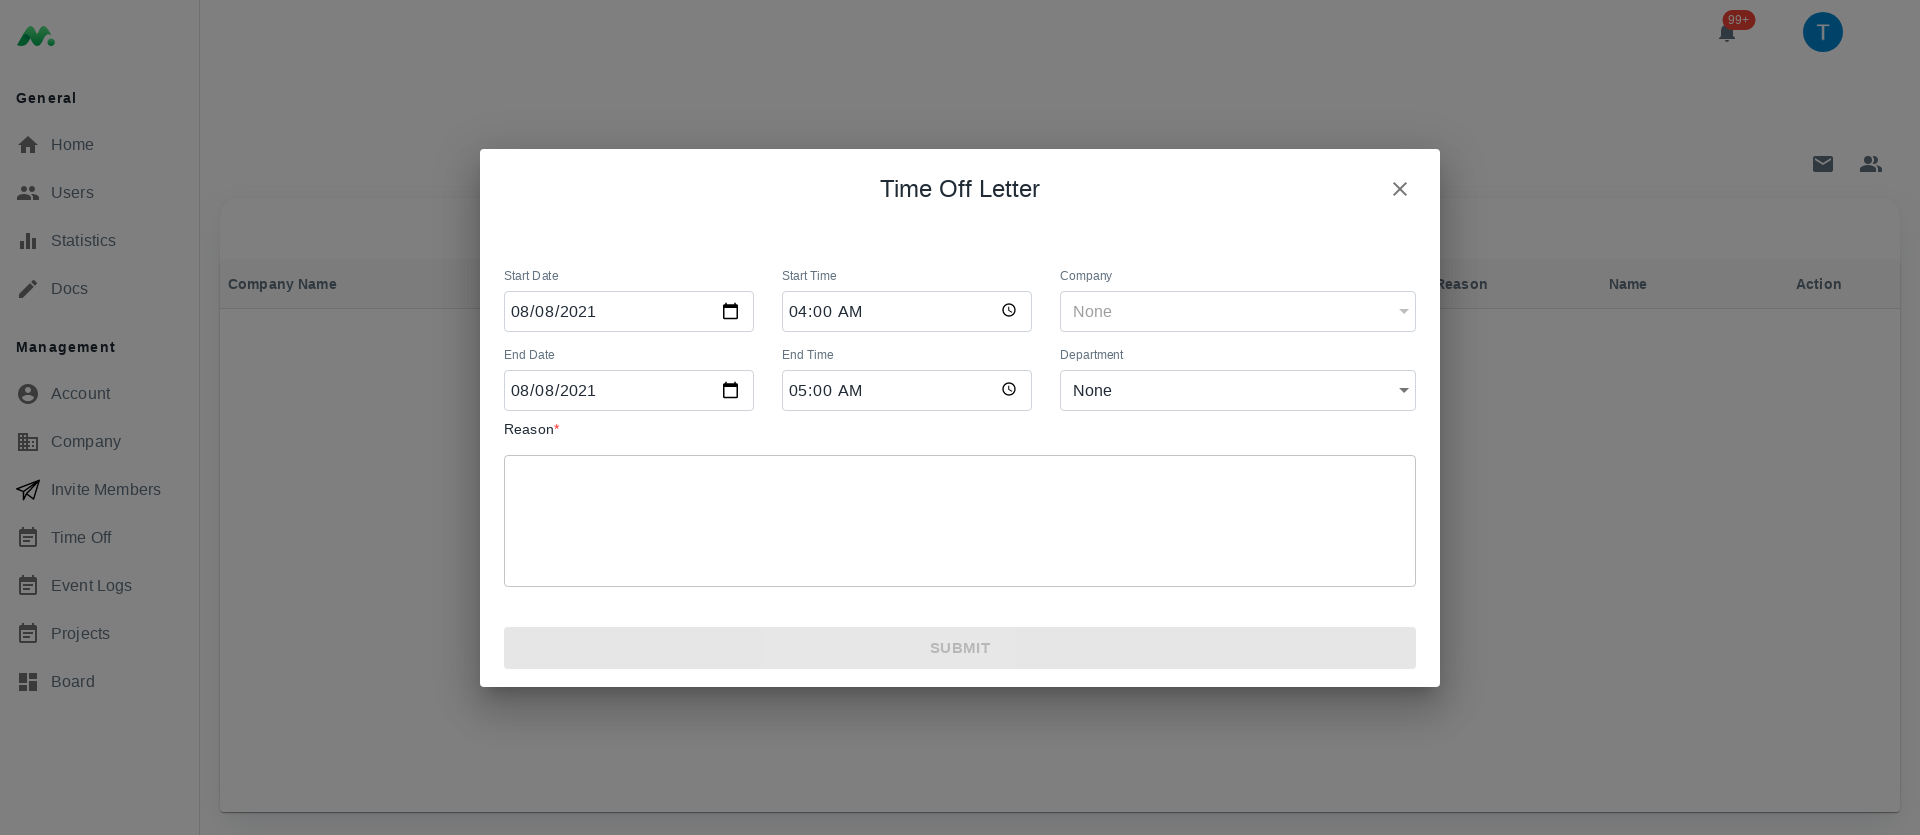 99+
T
General
Home
Users
Statistics
Docs
Management
Account
Company
Invite Members
Time Off
Event Logs
Projects
Board
Company Name
Reason
Name
Action
Time Off Letter
Start Date
Start Time
Company
08/08/2021
04:00 AM
None
End Date
End Time
Department
08/08/2021
05:00 AM
None
Reason*
SUBMIT